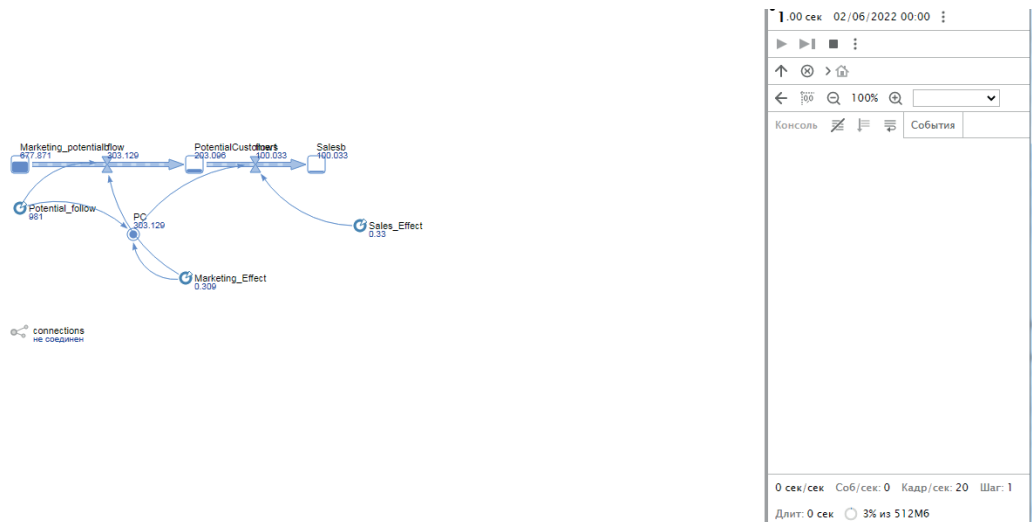 1.00 сек 02/06/2022 00:00
100%
Консоль События
Marketing_potential flow PotentialCustomers flow1 Salesb
677.871 303.129 203.096 100.033 100.033
Potential_follow
981
PC
303.129
Sales_Effect
0.33
Marketing_Effect
0.309
connections
не соединен
0 сек/сек Соб/сек: 0 Кадр/сек: 20 Шаг: 1
Длит: 0 сек 3% из 512Мб